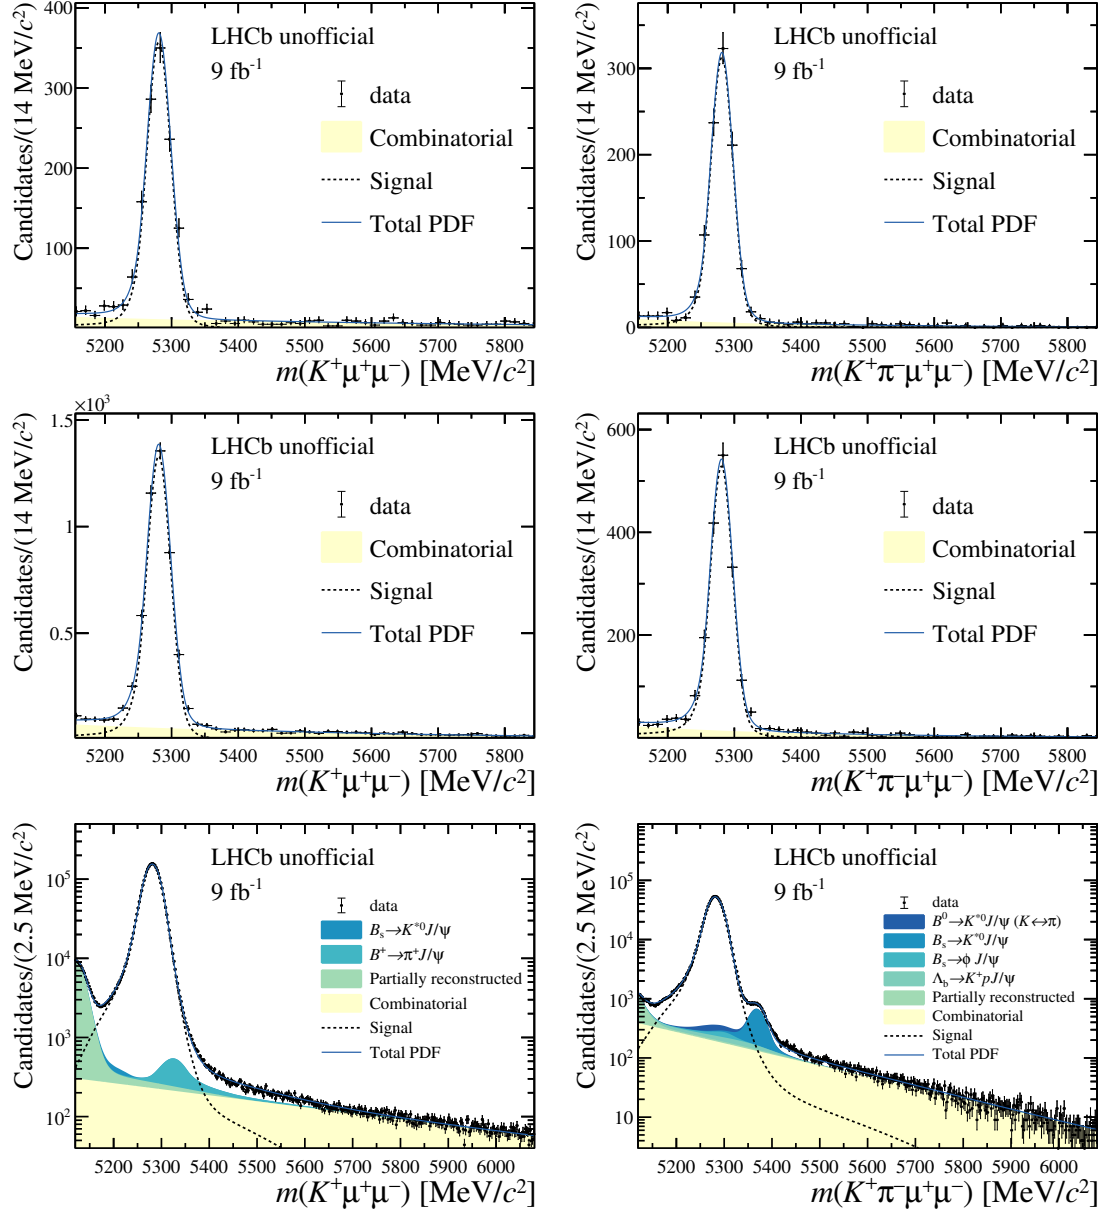 Candidates/(14 MeV/c²)
400
300
200
100
LHCb unofficial
9 fb⁻¹
data
Combinatorial
Signal
Total PDF
5200 5300 5400 5500 5600 5700 5800
m(K⁺μ⁺μ⁻) [MeV/c²]
Candidates/(14 MeV/c²)
300
200
100
0
LHCb unofficial
9 fb⁻¹
data
Combinatorial
Signal
Total PDF
5200 5300 5400 5500 5600 5700 5800
m(K⁺π⁻μ⁺μ⁻) [MeV/c²]
Candidates/(14 MeV/c²)
×10³
1.5
1
0.5
LHCb unofficial
9 fb⁻¹
data
Combinatorial
Signal
Total PDF
5200 5300 5400 5500 5600 5700 5800
m(K⁺μ⁺μ⁻) [MeV/c²]
Candidates/(14 MeV/c²)
600
400
200
LHCb unofficial
9 fb⁻¹
data
Combinatorial
Signal
Total PDF
5200 5300 5400 5500 5600 5700 5800
m(K⁺π⁻μ⁺μ⁻) [MeV/c²]
Candidates/(2.5 MeV/c²)
10⁵
10⁴
10³
10²
LHCb unofficial
9 fb⁻¹
data
Bₛ→K*⁰J/ψ
B⁺→π⁺J/ψ
Partially reconstructed
Combinatorial
Signal
Total PDF
5200 5300 5400 5500 5600 5700 5800 5900 6000
m(K⁺μ⁺μ⁻) [MeV/c²]
Candidates/(2.5 MeV/c²)
10⁵
10⁴
10³
10²
10
LHCb unofficial
9 fb⁻¹
data
B⁰→K*⁰J/ψ (K↔π)
Bₛ→K*⁰J/ψ
Bₛ→ϕ J/ψ
Λ_b→K⁺pJ/ψ
Partially reconstructed
Combinatorial
Signal
Total PDF
5200 5300 5400 5500 5600 5700 5800 5900 6000
m(K⁺π⁻μ⁺μ⁻) [MeV/c²]